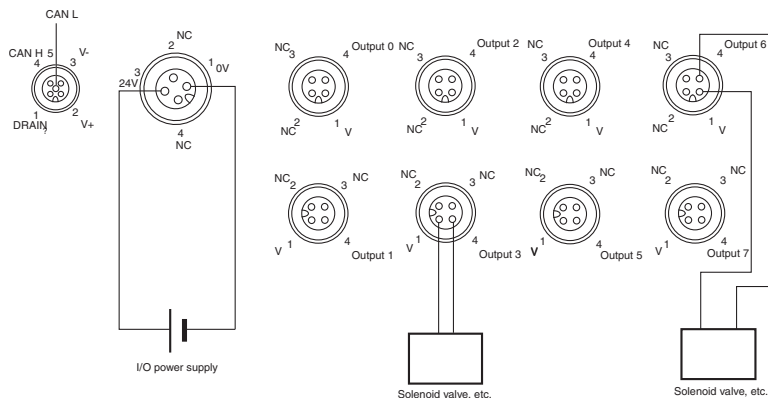 CAN L
CAN H 5 V-
4 3
1 2
DRAIN V+
?
NC
2
3 1 0V
24V
4
NC
I/O power supply
NC 3 4 Output 0
NC 2 1 V
NC 3 4 Output 2
NC 2 1 V
NC 3 4 Output 4
NC 2 1 V
NC 3 4 Output 6
NC 2 1 V
NC 2 3 NC
V 1 4 Output 1
NC 2 3 NC
V 1 4 Output 3
NC 2 3 NC
V 1 4 Output 5
NC 2 3 NC
V 1 4 Output 7
Solenoid valve, etc.
Solenoid valve, etc.